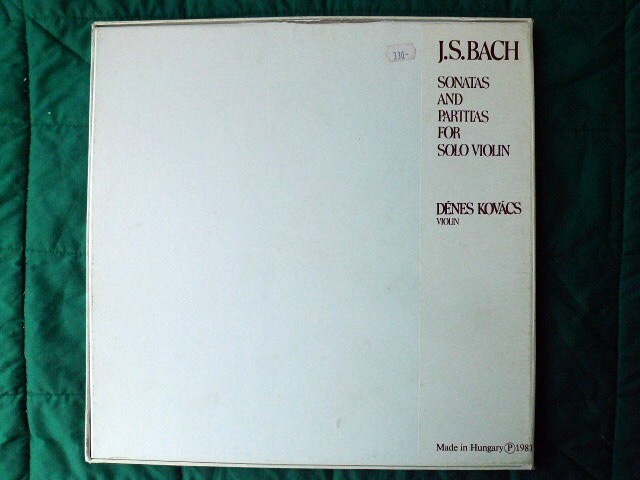 J.S.BACH
330-
SONATAS
AND
PARTITAS
FOR
SOLO VIOLIN
DÉNES KOVÁCS
VIOLIN
Made in Hungary Ⓟ 1981